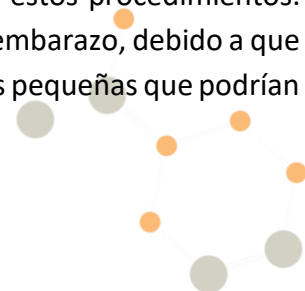 estos procedimientos.
embarazo, debido a que
s pequeñas que podrían